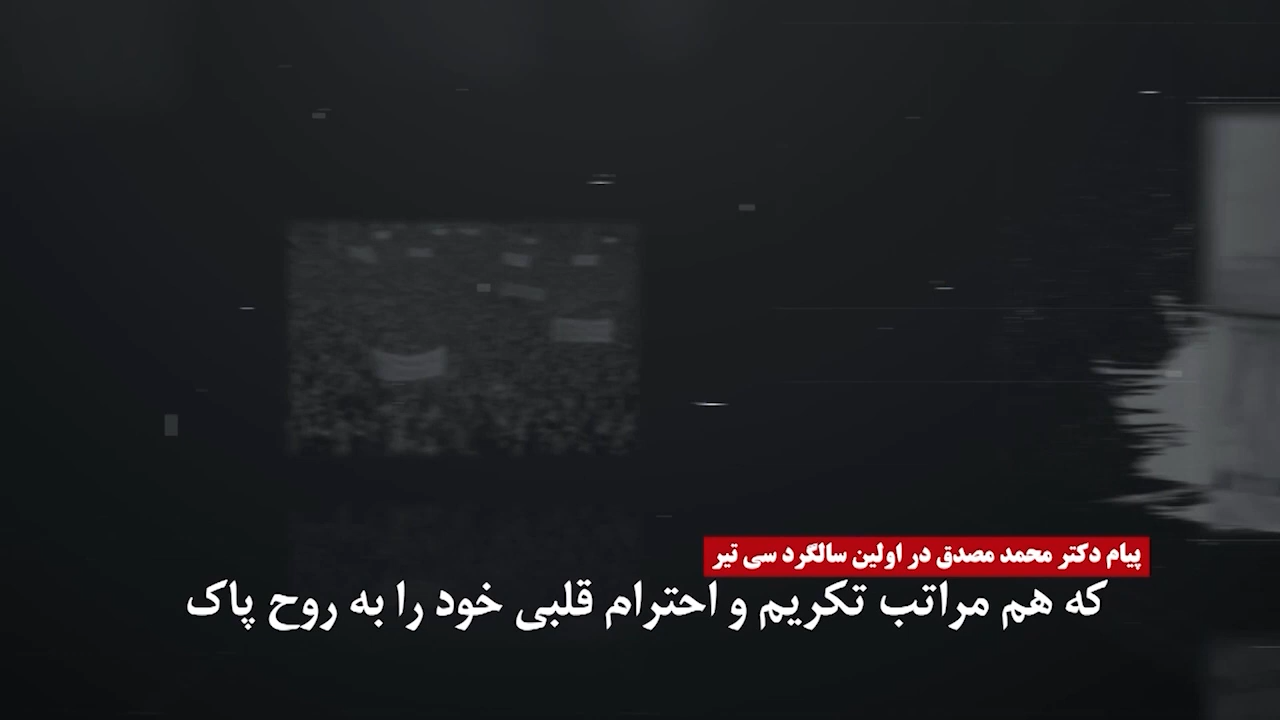 پیام دکتر محمد مصدق در اولین سالگرد سی تیر
که هم مراتب تکریم و احترام قلبی خود را به روح پاک